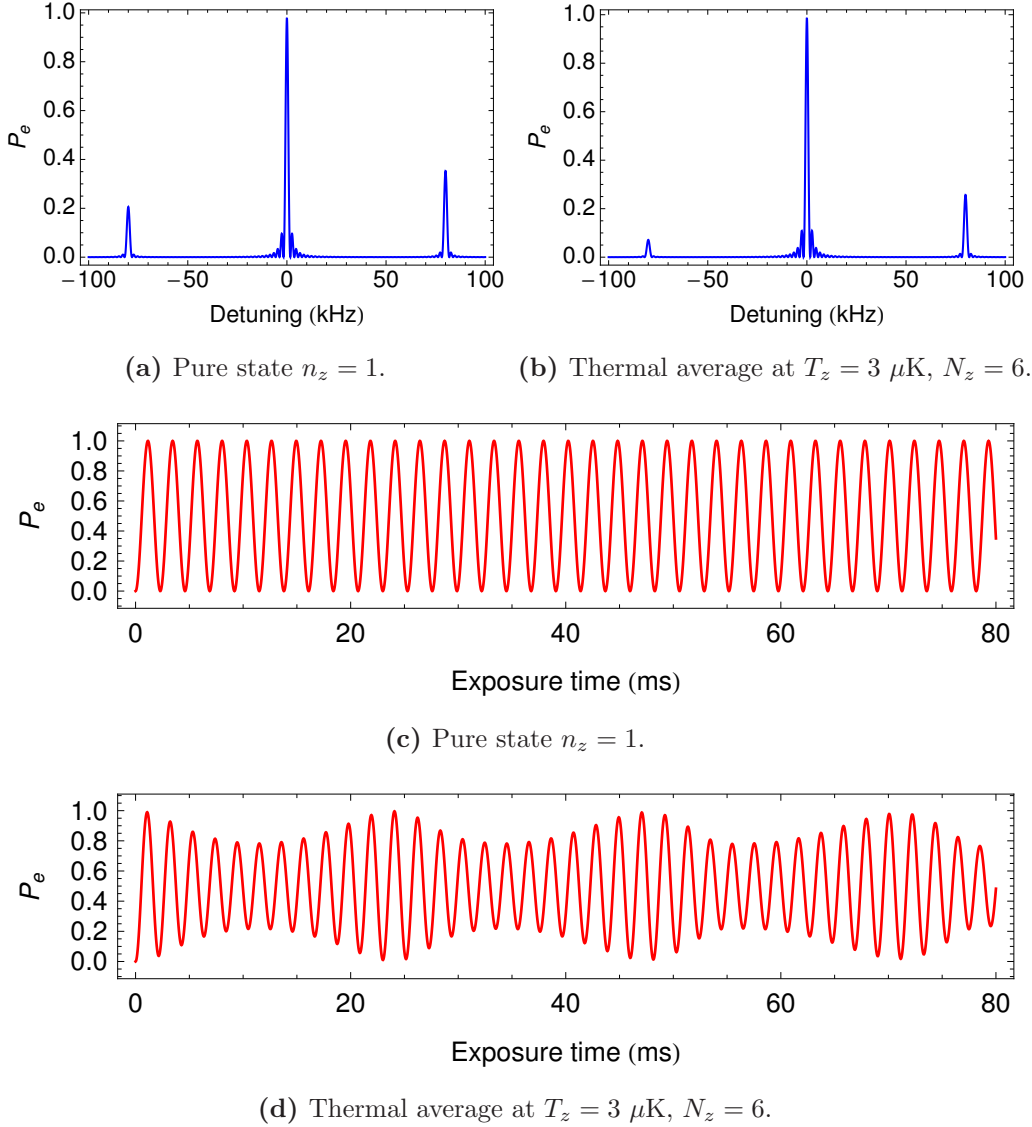 1.0
0.8
0.6
0.4
0.2
0.0
P_e
−100 −50 0 50 100
Detuning (kHz)
(a) Pure state n_z = 1.
1.0
0.8
0.6
0.4
0.2
0.0
P_e
−100 −50 0 50 100
Detuning (kHz)
(b) Thermal average at T_z = 3 μK, N_z = 6.
1.0
0.8
0.6
0.4
0.2
0.0
P_e
0 20 40 60 80
Exposure time (ms)
(c) Pure state n_z = 1.
1.0
0.8
0.6
0.4
0.2
0.0
P_e
0 20 40 60 80
Exposure time (ms)
(d) Thermal average at T_z = 3 μK, N_z = 6.